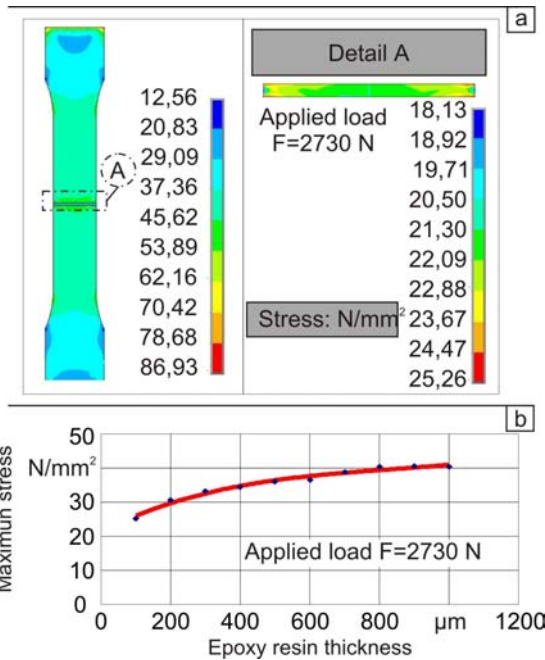 a
Detail A
A
Applied load
F=2730 N
12,56
20,83
29,09
37,36
45,62
53,89
62,16
70,42
78,68
86,93
18,13
18,92
19,71
20,50
21,30
22,09
22,88
23,67
24,47
25,26
Stress: N/mm²
b
Maximun stress
N/mm²
50
30
20
10
0
Applied load F=2730 N
0 200 400 600 800 µm 1200
Epoxy resin thickness